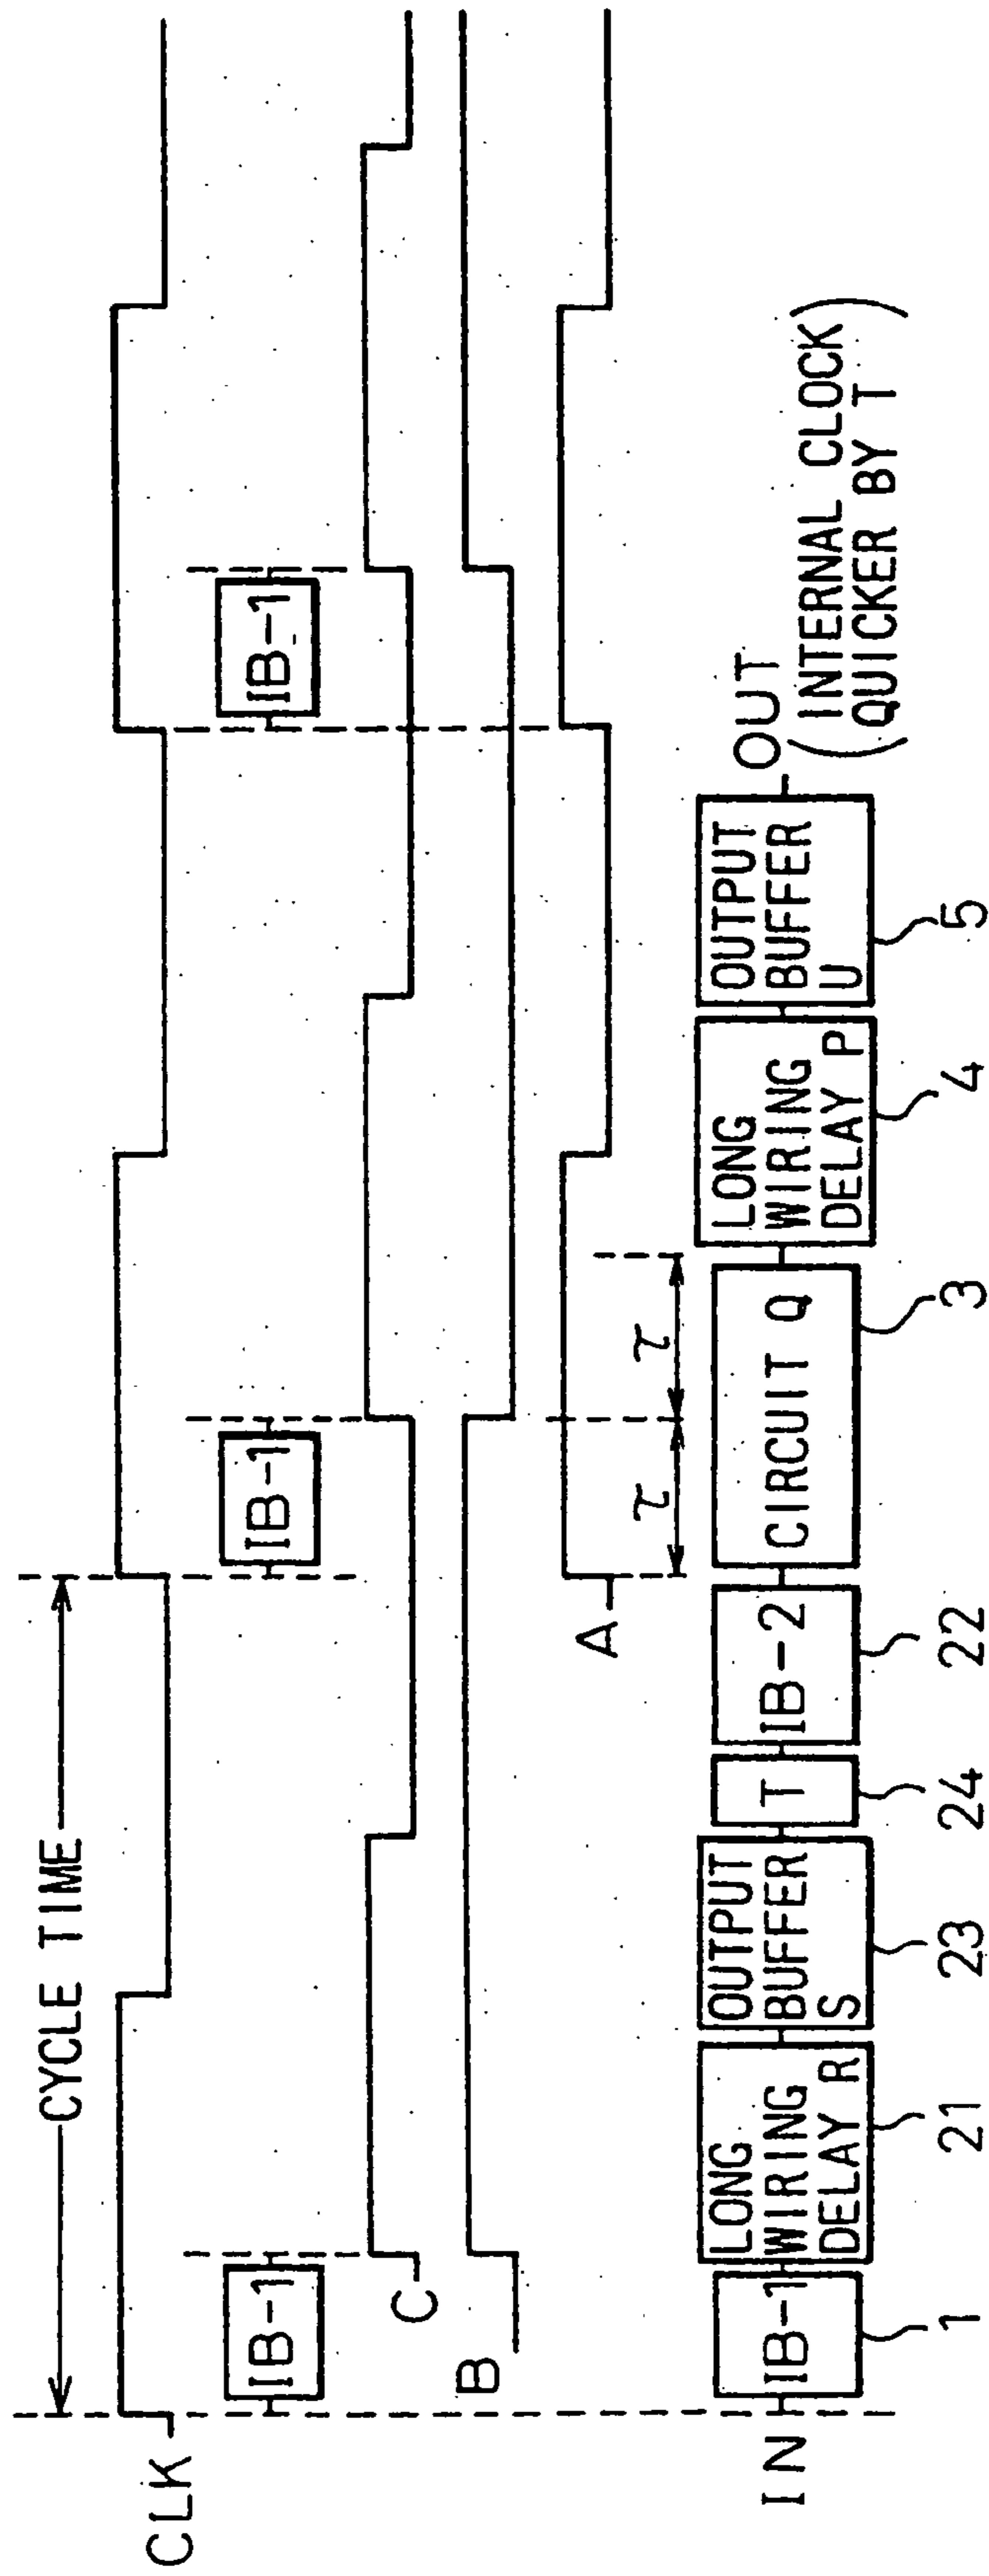 CYCLE TIME
CLK
IB-1
IB-1
IB-1
C
B
A
τ
τ
IN
IB-1
LONG
WIRING
DELAY R
OUTPUT
BUFFER
S
T
IB-2
CIRCUIT Q
LONG
WIRING
DELAY P
OUTPUT
BUFFER
U
OUT
(INTERNAL CLOCK
QUICKER BY T)
1
21
23
24
22
3
4
5